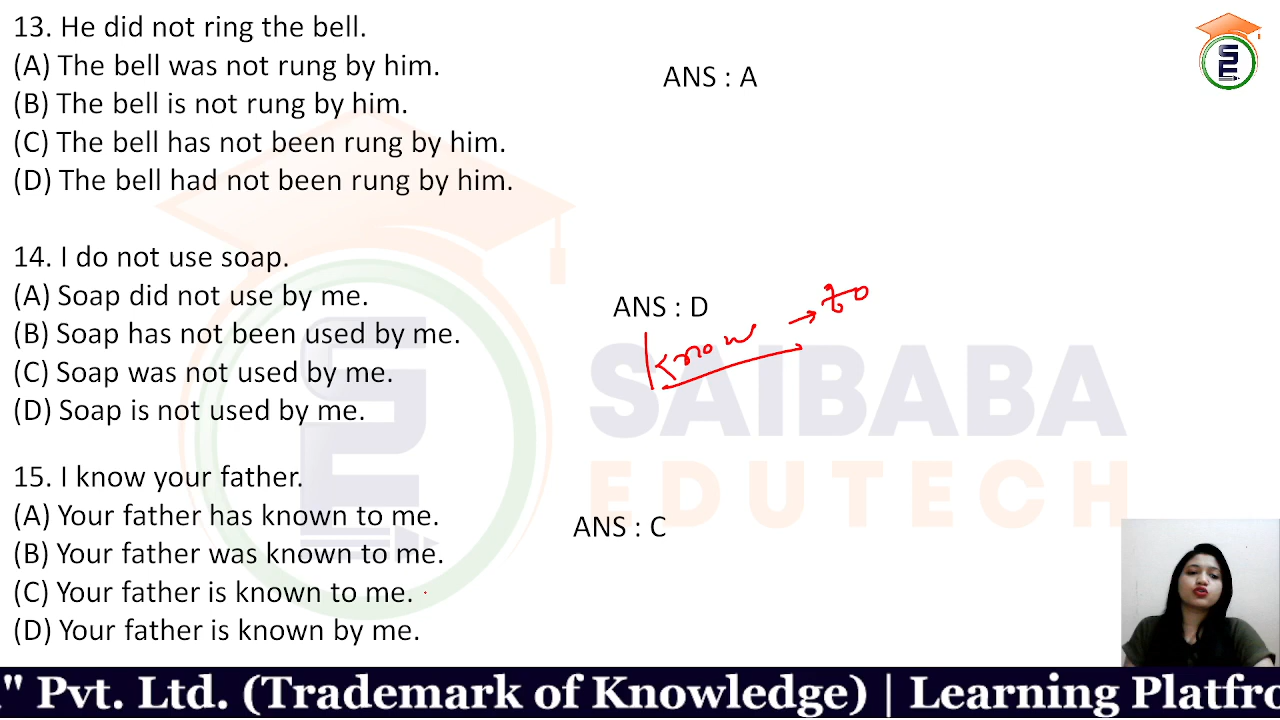 13. He did not ring the bell.
(A) The bell was not rung by him.
ANS : A
(B) The bell is not rung by him.
(C) The bell has not been rung by him.
(D) The bell had not been rung by him.
14. I do not use soap.
(A) Soap did not use by me.
ANS : D
know → to
(B) Soap has not been used by me.
(C) Soap was not used by me.
(D) Soap is not used by me.
15. I know your father.
(A) Your father has known to me.
ANS : C
(B) Your father was known to me.
(C) Your father is known to me.
(D) Your father is known by me.
SAIBABA
EDUTECH
" Pvt. Ltd. (Trademark of Knowledge) | Learning Platfro